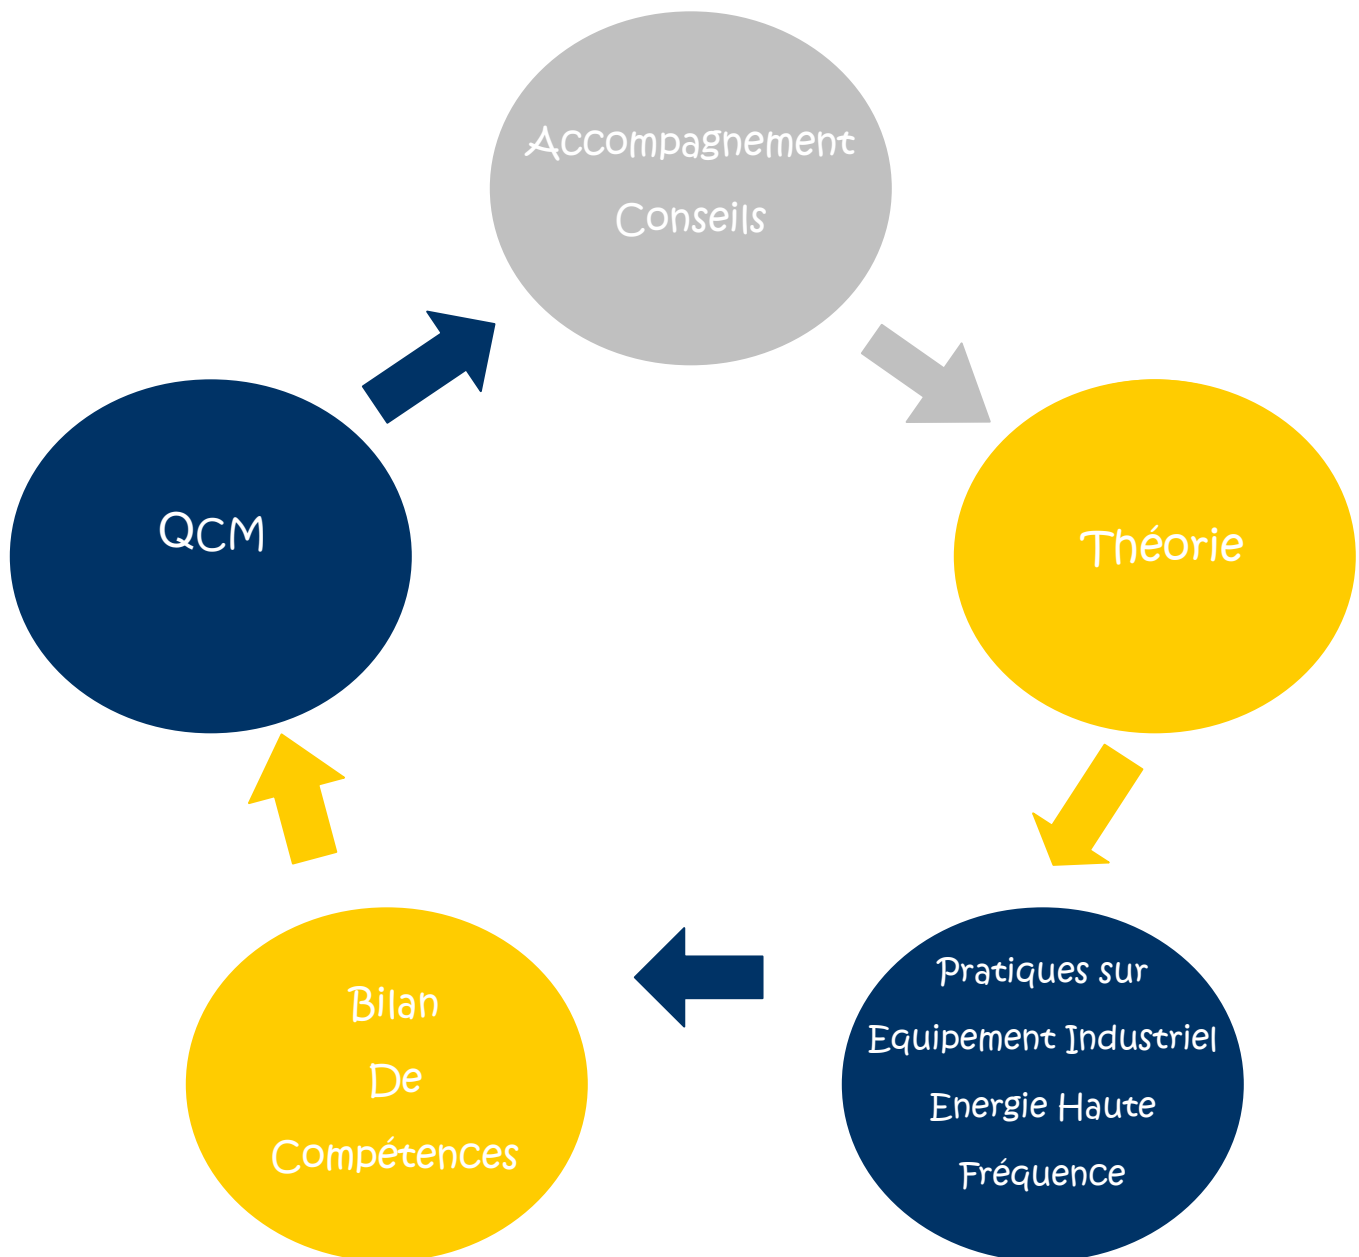 Accompagnement
Conseils
Théorie
Pratiques sur
Equipement Industriel
Energie Haute
Fréquence
Bilan
De
Compétences
QCM